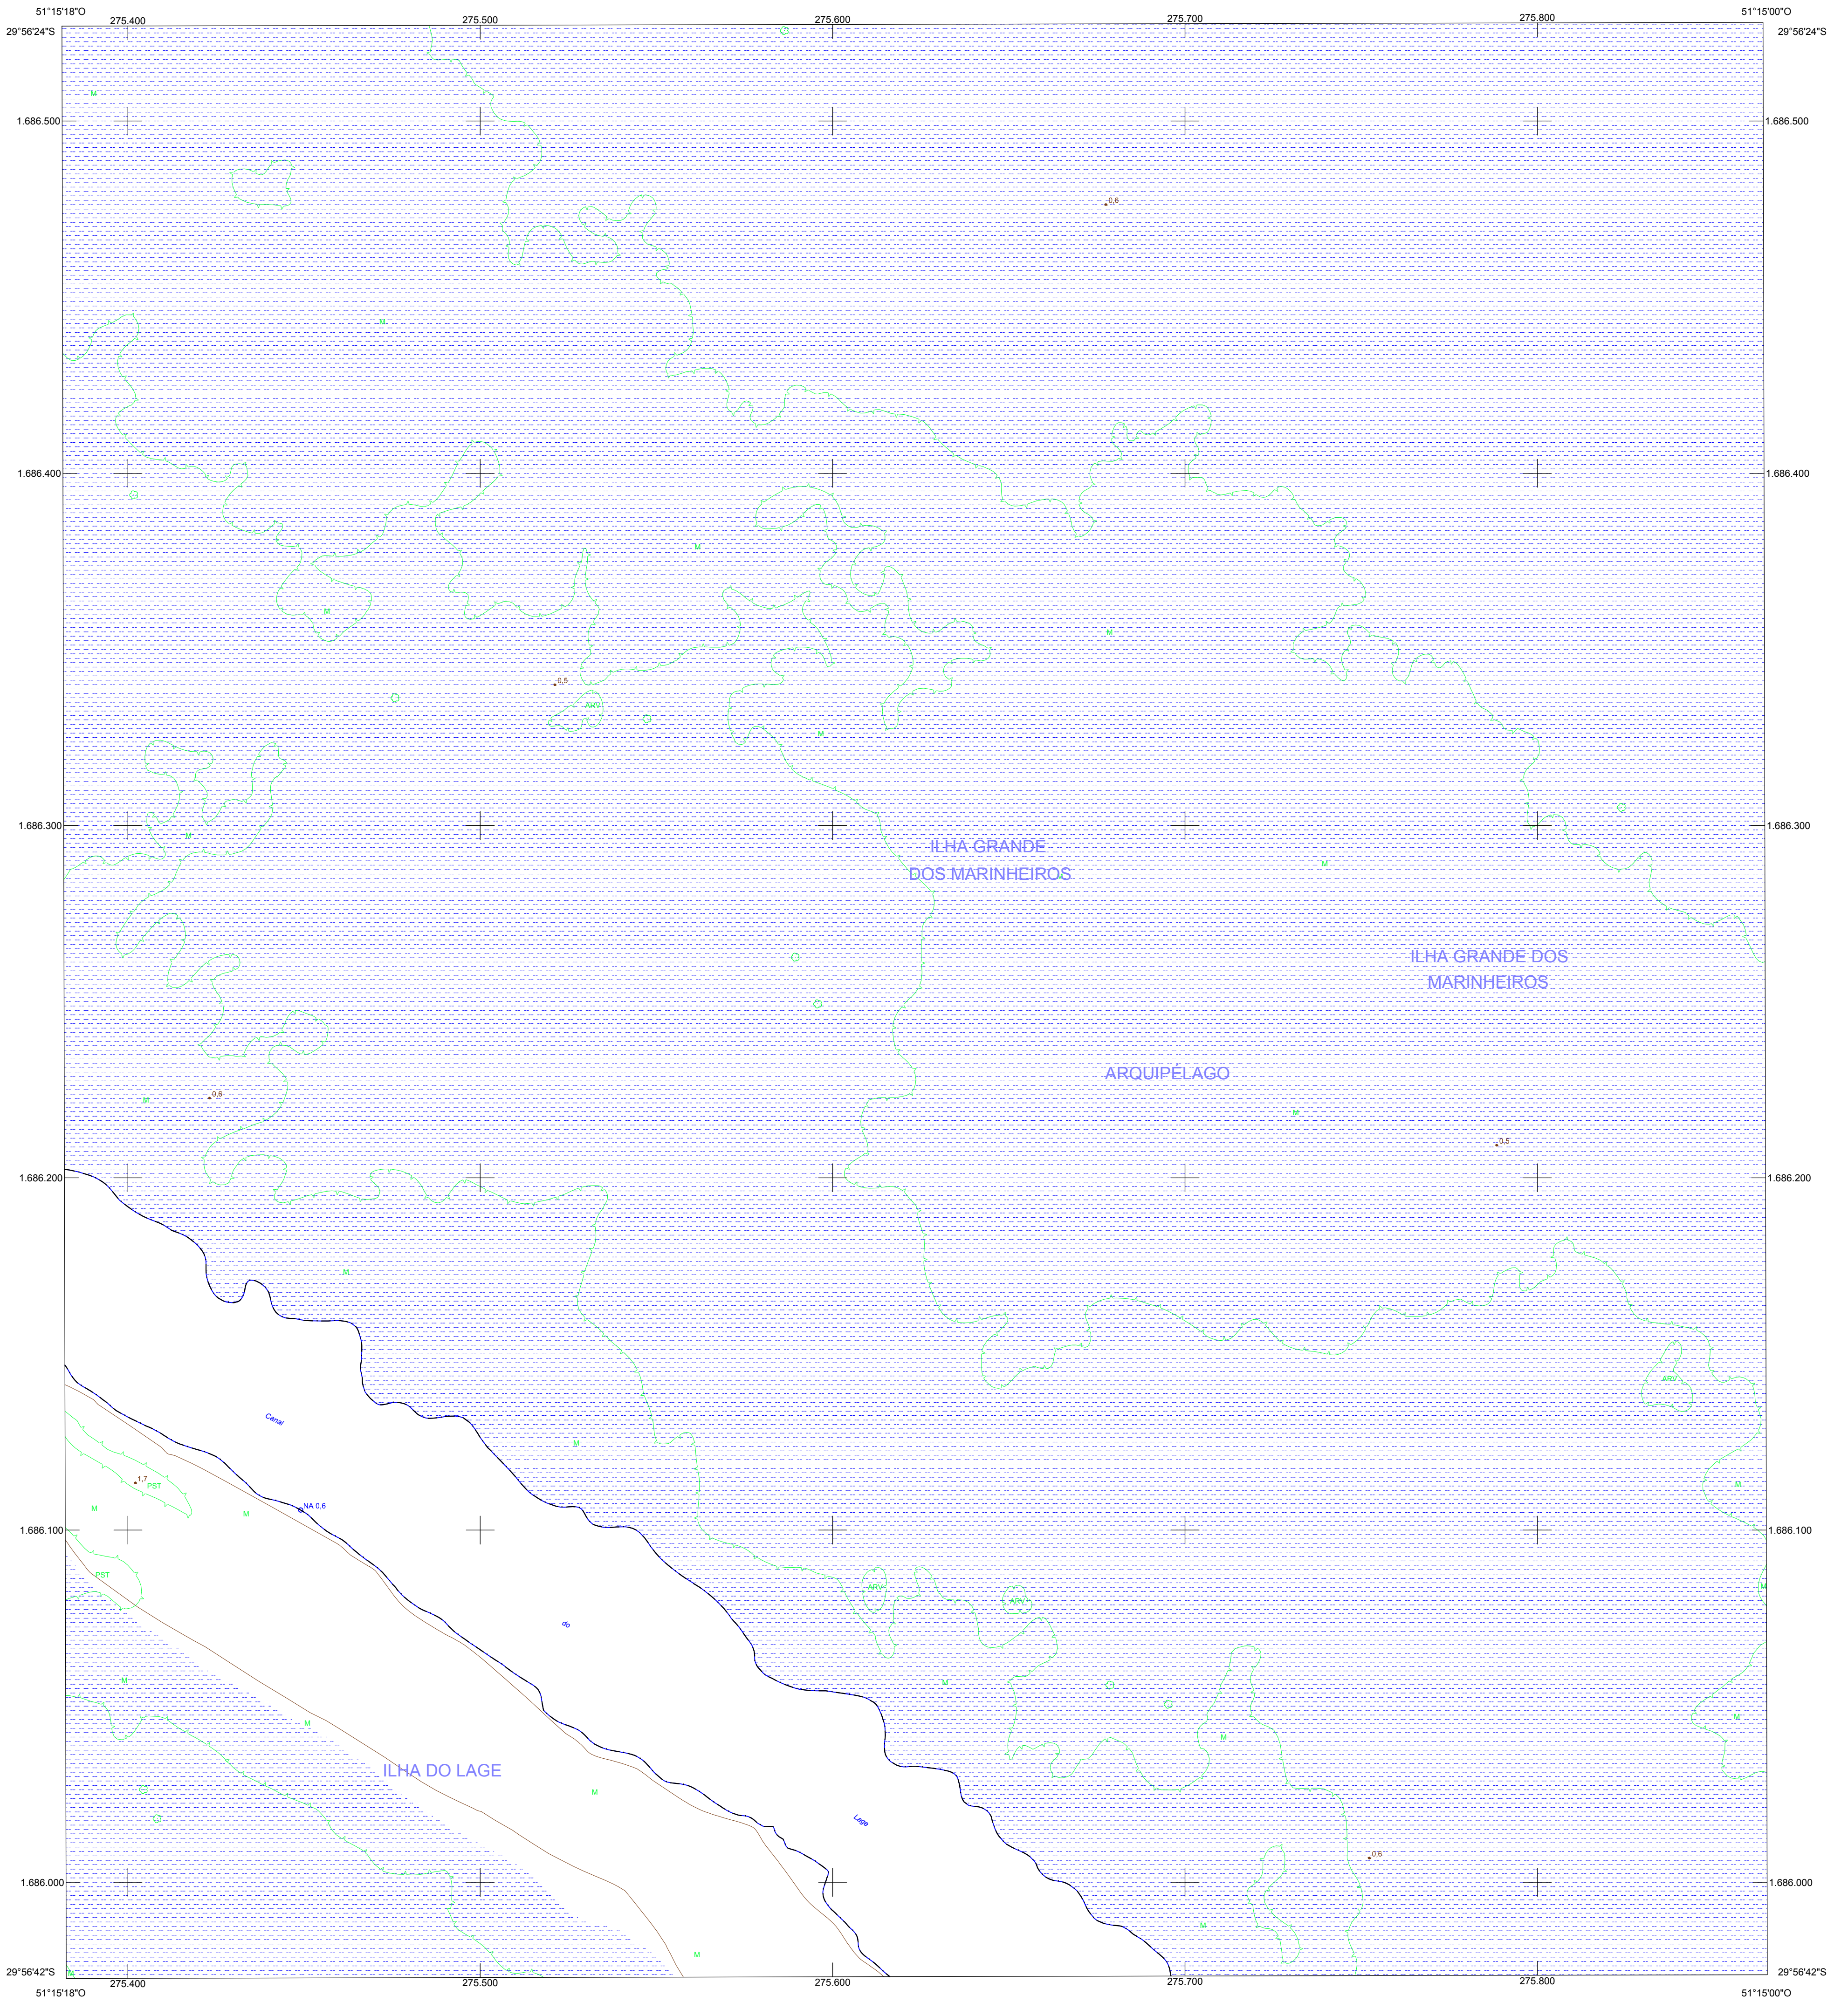 51°15'18"O
275.400
275.500
275.600
275.700
275.800
51°15'00"O
29°56'24"S
29°56'24"S
M
1.686.500
1.686.500
0,6
M
1.686.400
1.686.400
M
M
M
0,5
ARV
M
1.686.300
1.686.300
M
ILHA GRANDE
DOS MARINHEIROS
M
ILHA GRANDE DOS
MARINHEIROS
ARQUIPÉLAGO
0,6
M
M
0,5
1.686.200
1.686.200
M
ARV
Canal
M
1,7
PST
M
M
NA 0,6
M
1.686.100
1.686.100
PST
ARV
M
ARV
do
M
M
M
M
M
ILHA DO LAGE
M
Lage
0,6
1.686.000
1.686.000
M
M
M
29°56'42"S
29°56'42"S
275.400
275.500
275.600
275.700
275.800
51°15'18"O
51°15'00"O